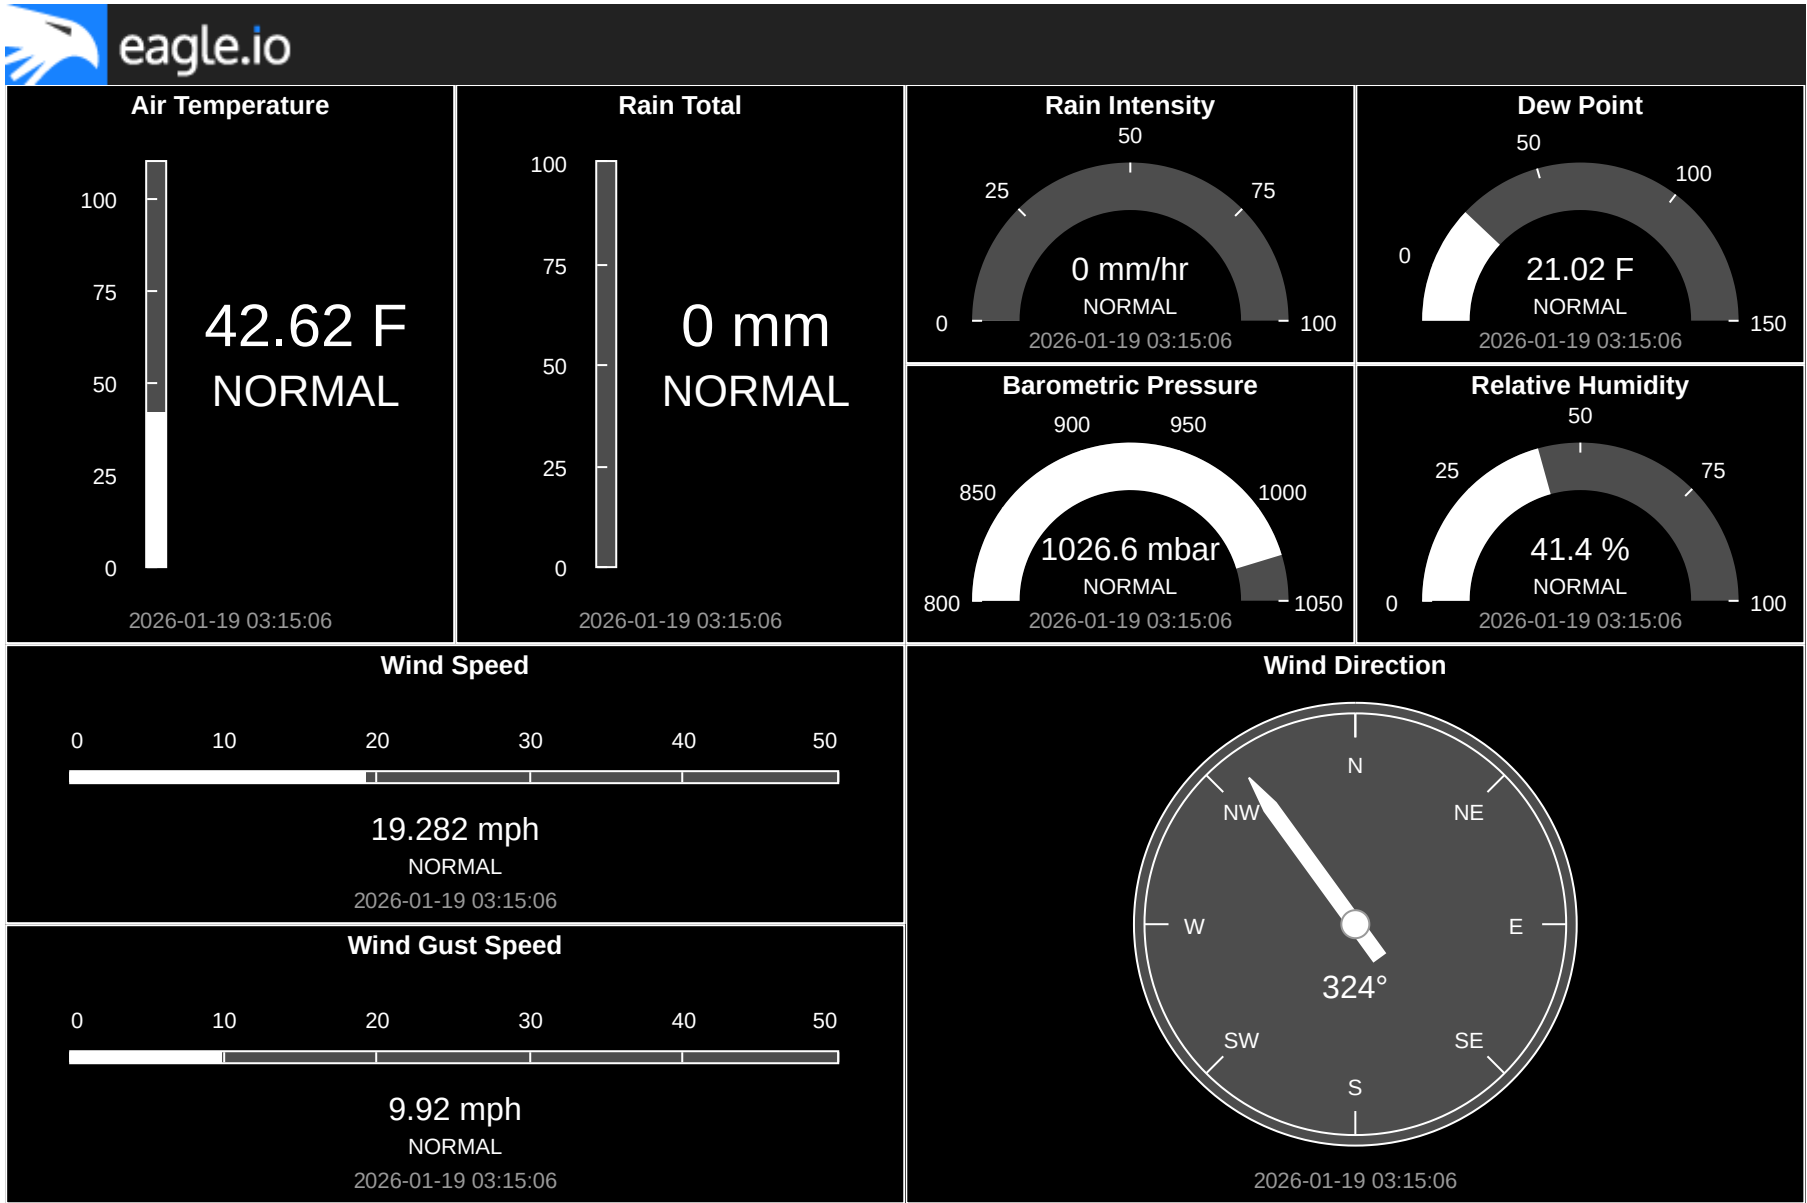 eagle.io
Air Temperature
100
75
50
25
0
42.62 F
NORMAL
2026-01-19 03:15:06
Rain Total
100
75
50
25
0
0 mm
NORMAL
2026-01-19 03:15:06
Rain Intensity
50
25
75
0
100
0 mm/hr
NORMAL
2026-01-19 03:15:06
Dew Point
50
100
0
150
21.02 F
NORMAL
2026-01-19 03:15:06
Barometric Pressure
900
950
850
1000
800
1050
1026.6 mbar
NORMAL
2026-01-19 03:15:06
Relative Humidity
50
25
75
0
100
41.4 %
NORMAL
2026-01-19 03:15:06
Wind Speed
0 10 20 30 40 50
19.282 mph
NORMAL
2026-01-19 03:15:06
Wind Gust Speed
0 10 20 30 40 50
9.92 mph
NORMAL
2026-01-19 03:15:06
Wind Direction
N
NW
NE
W
E
324°
SW
SE
S
2026-01-19 03:15:06